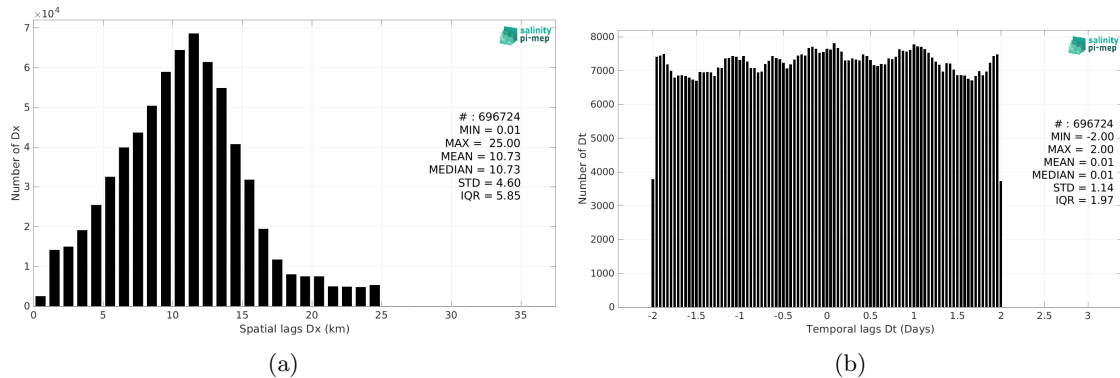 ×10⁴
7
6
5
4
3
2
1
0
Number of Dx
0 5 10 15 20 25 30 35
Spatial lags Dx (km)
salinity
pi-mep
# : 696724
MIN = 0.01
MAX = 25.00
MEAN = 10.73
MEDIAN = 10.73
STD = 4.60
IQR = 5.85
(a)
8000
7000
6000
5000
4000
3000
2000
1000
0
Number of Dt
-2 -1.5 -1 -0.5 0 0.5 1 1.5 2 2.5 3
Temporal lags Dt (Days)
salinity
pi-mep
# : 696724
MIN = -2.00
MAX = 2.00
MEAN = 0.01
MEDIAN = 0.01
STD = 1.14
IQR = 1.97
(b)